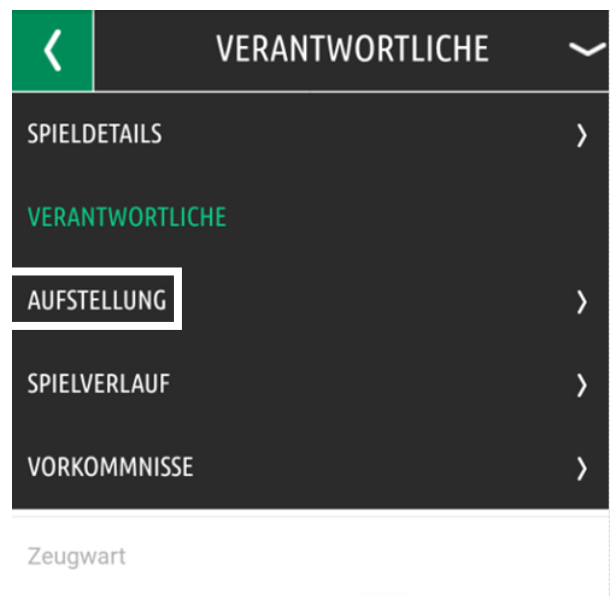 VERANTWORTLICHE
SPIELDETAILS
VERANTWORTLICHE
AUFSTELLUNG
SPIELVERLAUF
VORKOMMNISSE
Zeugwart